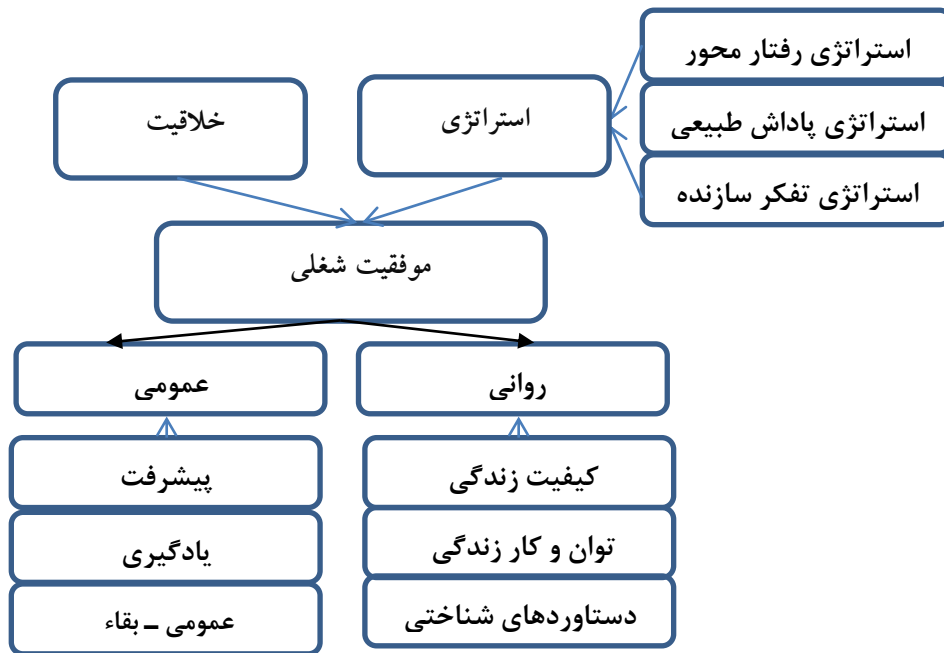 استراتژی رفتار محور
استراتژی پاداش طبیعی
استراتژی تفکر سازنده
استراتژی
خلاقیت
موفقیت شغلی
روانی
عمومی
کیفیت زندگی
توان و کار زندگی
دستاوردهای شناختی
پیشرفت
یادگیری
عمومی – بقاء